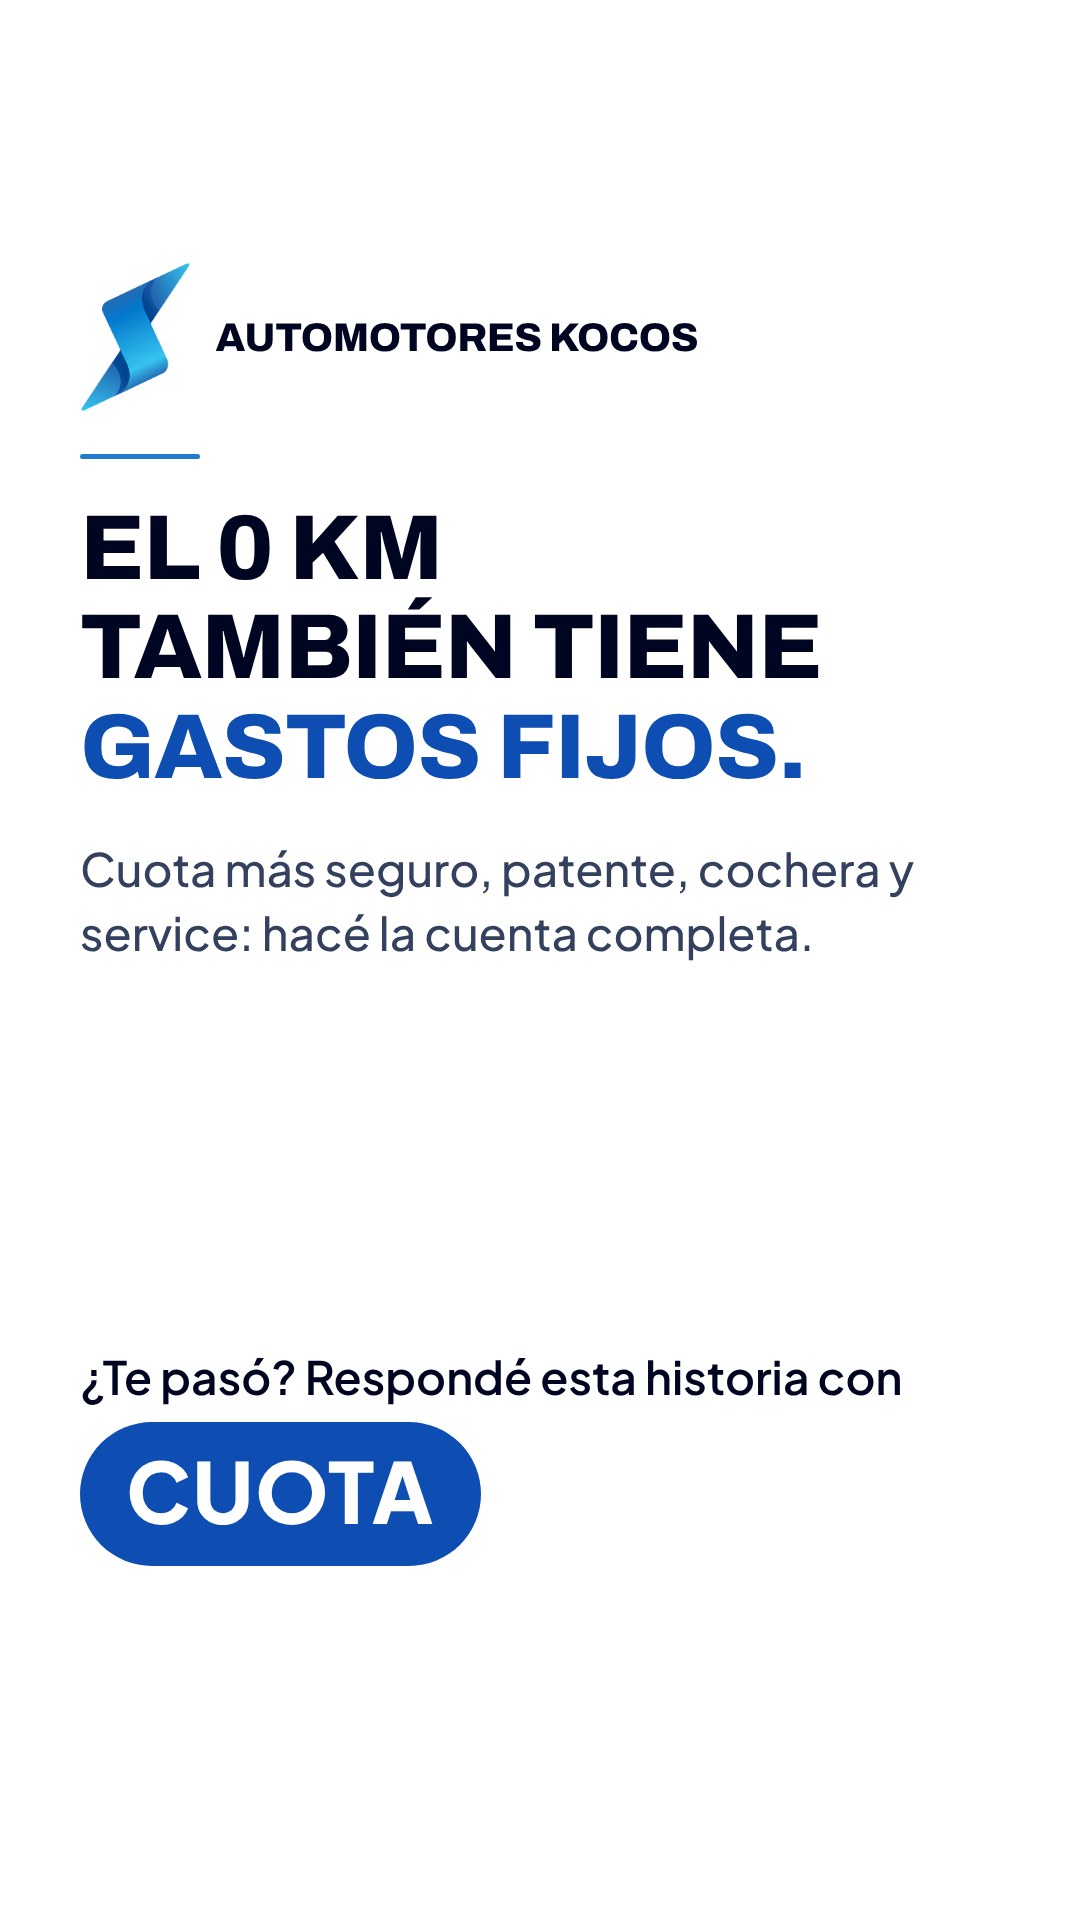 AUTOMOTORES KOCOS
EL 0 KM
TAMBIÉN TIENE
GASTOS FIJOS.
Cuota más seguro, patente, cochera y
service: hacé la cuenta completa.
¿Te pasó? Respondé esta historia con
CUOTA